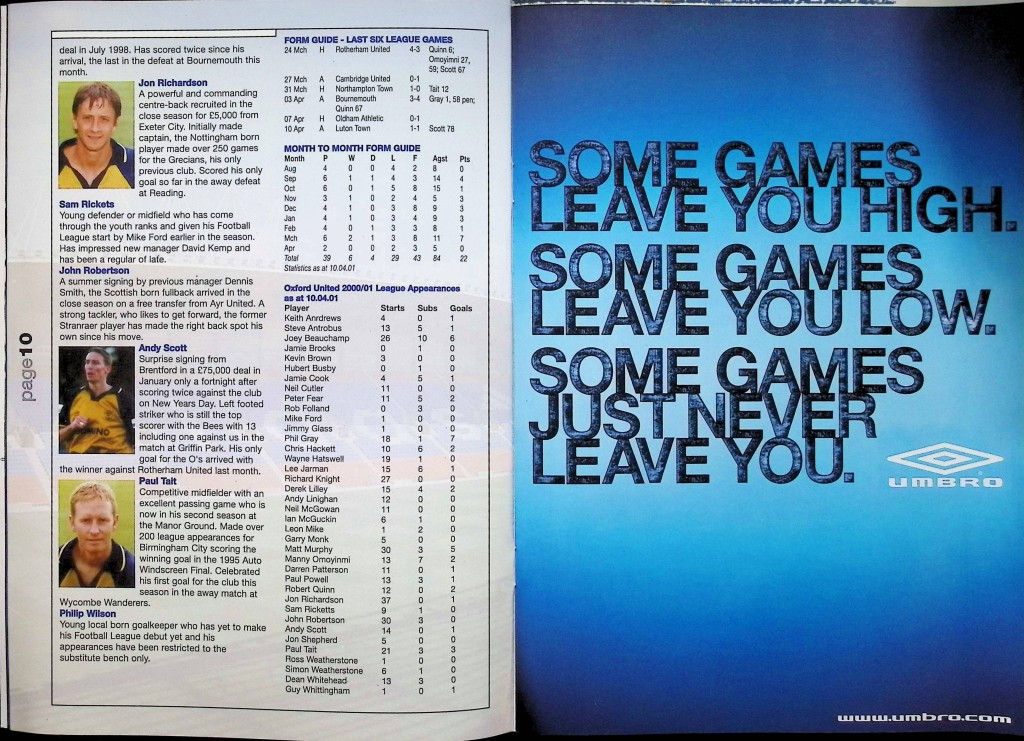 deal in July 1998. Has scored twice since his
arrival, the last in the defeat at Bournemouth this
month.
Jon Richardson
A powerful and commanding
centre-back recruited in the
close season for £5,000 from
Exeter City. Initially made
captain, the Nottingham born
player made over 250 games
for the Grecians, his only
previous club. Scored his only
goal so far in the away defeat
at Reading.
Sam Rickets
Young defender or midfield who has come
through the youth ranks and given his Football
League start by Mike Ford earlier in the season.
Has impressed new manager David Kemp and
has been a regular of late.
John Robertson
A summer signing by previous manager Dennis
Smith, the Scottish born fullback arrived in the
close season on a free transfer from Ayr United. A
strong tackler, who likes to get forward, the former
Stranraer player has made the right back spot his
own since his move.
Andy Scott
Surprise signing from
Brentford in a £75,000 deal in
January only a fortnight after
scoring twice against the club
on New Years Day. Left footed
striker who is still the top
scorer with the Bees with 13
including one against us in the
match at Griffin Park. His only
goal for the O's arrived with
the winner against Rotherham United last month.
Paul Tait
Competitive midfielder with an
excellent passing game who is
now in his second season at
the Manor Ground. Made over
200 league appearances for
Birmingham City scoring the
winning goal in the 1995 Auto
Windscreen Final. Celebrated
his first goal for the club this
season in the away match at
Wycombe Wanderers.
Philip Wilson
Young local born goalkeeper who has yet to make
his Football League debut yet and his
appearances have been restricted to the
substitute bench only.
page10
FORM GUIDE - LAST SIX LEAGUE GAMES
24 Mch H Rotherham United 4-3 Quinn 6;
Omoyimni 27,
59; Scott 67
27 Mch A Cambridge United 0-1
31 Mch H Northampton Town 1-0 Tait 12
03 Apr A Bournemouth 3-4 Gray 1, 58 pen;
Quinn 67
07 Apr H Oldham Athletic 0-1
10 Apr A Luton Town 1-1 Scott 78
MONTH TO MONTH FORM GUIDE
Month P W D L F Agst Pts
Aug 4 0 0 4 2 8 0
Sep 6 1 1 4 3 14 4
Oct 6 0 1 5 8 15 1
Nov 3 1 0 2 4 5 3
Dec 4 1 0 3 8 9 3
Jan 4 1 0 3 4 9 3
Feb 4 0 1 3 3 8 1
Mch 6 2 1 3 8 11 7
Apr 2 0 0 2 3 5 0
Total 39 6 4 29 43 84 22
Statistics as at 10.04.01
Oxford United 2000/01 League Appearances
as at 10.04.01
Player Starts Subs Goals
Keith Anrdrews 4 0 1
Steve Antrobus 13 5 1
Joey Beauchamp 26 10 6
Jamie Brooks 0 1 0
Kevin Brown 3 0 0
Hubert Busby 0 1 0
Jamie Cook 4 5 1
Neil Cutler 11 0 0
Peter Fear 11 5 2
Rob Folland 0 3 0
Mike Ford 1 0 0
Jimmy Glass 1 0 0
Phil Gray 18 1 7
Chris Hackett 10 6 2
Wayne Hatswell 19 1 0
Lee Jarman 15 6 1
Richard Knight 27 0 0
Derek Lilley 15 4 2
Andy Linighan 12 0 0
Neil McGowan 11 0 0
Ian McGuckin 6 1 0
Leon Mike 1 2 0
Garry Monk 5 0 0
Matt Murphy 30 3 5
Manny Omoyinmi 13 7 2
Darren Patterson 11 0 1
Paul Powell 13 3 1
Robert Quinn 12 0 2
Jon Richardson 37 0 1
Sam Ricketts 9 1 0
John Robertson 30 3 0
Andy Scott 14 0 1
Jon Shepherd 5 0 0
Paul Tait 21 3 3
Ross Weatherstone 1 0 0
Simon Weatherstone 6 1 0
Dean Whitehead 13 3 0
Guy Whittingham 1 0 1
SOME GAMES
LEAVE YOU HIGH.
SOME GAMES
LEAVE YOU LOW.
SOME GAMES
JUST NEVER
LEAVE YOU.
UMBRO
www.umbro.com